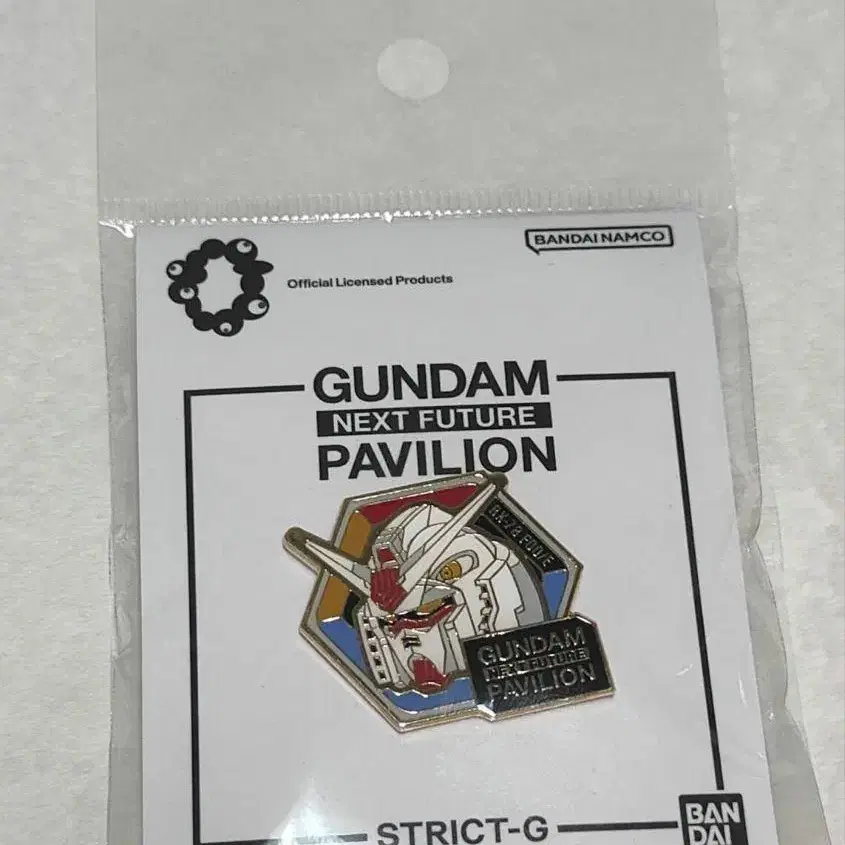 BANDAI NAMCO
Official Licensed Products
GUNDAM
NEXT FUTURE
PAVILION
RX-78 F00/E
GUNDAM
NEXT FUTURE
PAVILION
STRICT-G
BAN
DAI